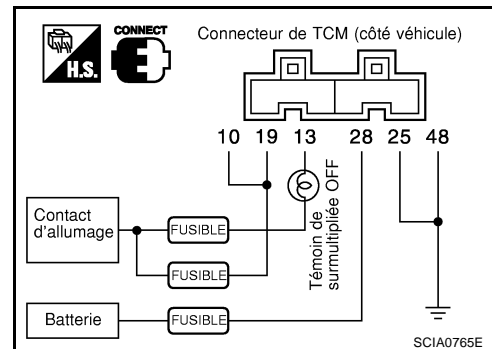 CONNECT
H.S.
Connecteur de TCM (côté véhicule)
10 19 13 28 25 48
Témoin de
surmultipliée OFF
Contact
d'allumage
FUSIBLE
FUSIBLE
Batterie
FUSIBLE
SCIA0765E